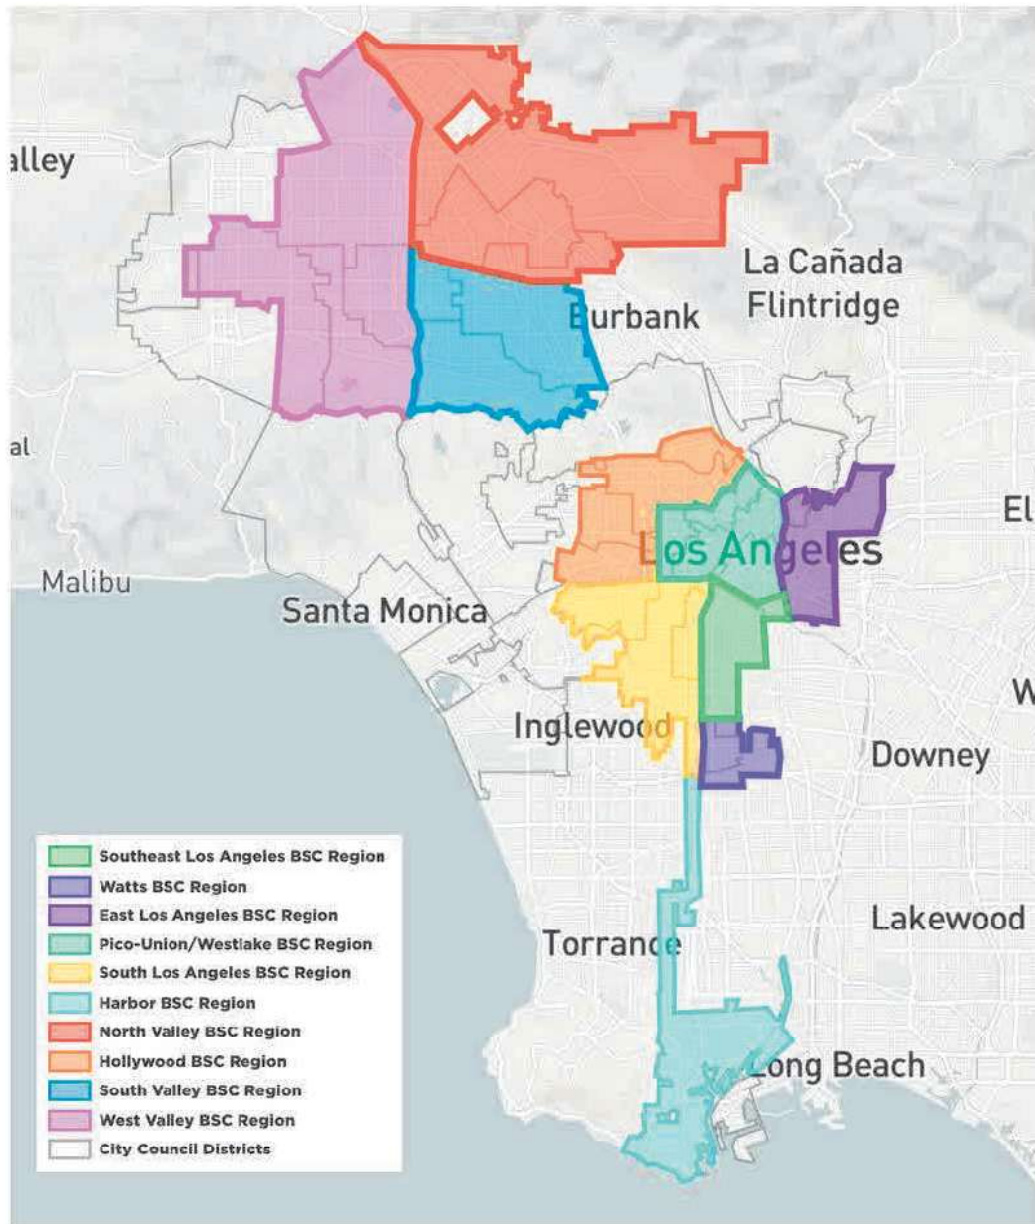 alley
La Cañada
Flintridge
Burbank
al
El
Los Angeles
Malibu
Santa Monica
W
Inglewood
Downey
Southeast Los Angeles BSC Region
Watts BSC Region
East Los Angeles BSC Region
Pico-Union/Westlake BSC Region
South Los Angeles BSC Region
Harbor BSC Region
North Valley BSC Region
Hollywood BSC Region
South Valley BSC Region
West Valley BSC Region
City Council Districts
Lakewood
Torrance
Long Beach